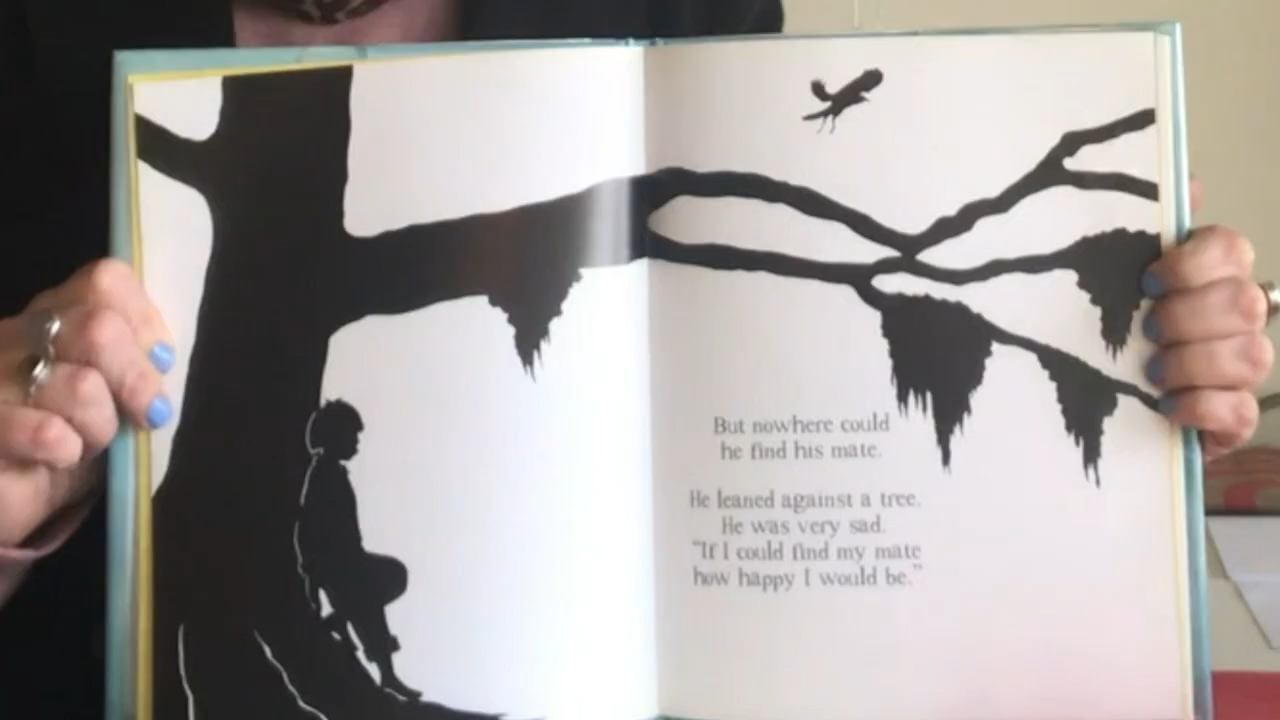 But nowhere could
he find his mate.
He leaned against a tree.
He was very sad.
"If I could find my mate
how happy I would be."